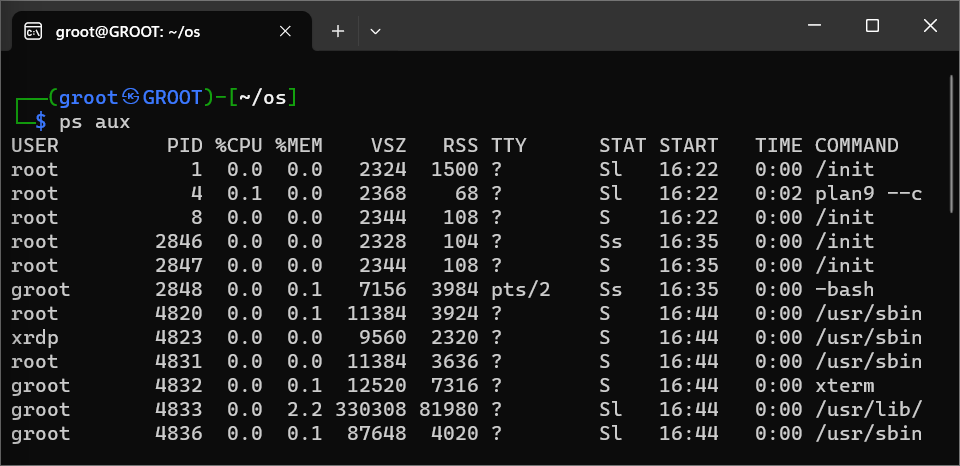 groot@GROOT: ~/os
┌──(groot㉿GROOT)-[~/os]
└─$ ps aux
USER         PID %CPU %MEM    VSZ   RSS TTY      STAT START   TIME COMMAND
root           1  0.0  0.0   2324  1500 ?        Sl   16:22   0:00 /init
root           4  0.1  0.0   2368    68 ?        Sl   16:22   0:02 plan9 --c
root           8  0.0  0.0   2344   108 ?        S    16:22   0:00 /init
root        2846  0.0  0.0   2328   104 ?        Ss   16:35   0:00 /init
root        2847  0.0  0.0   2344   108 ?        S    16:35   0:00 /init
groot       2848  0.0  0.1   7156  3984 pts/2    Ss   16:35   0:00 -bash
root        4820  0.0  0.1  11384  3924 ?        S    16:44   0:00 /usr/sbin
xrdp        4823  0.0  0.0   9560  2320 ?        S    16:44   0:00 /usr/sbin
root        4831  0.0  0.0  11384  3636 ?        S    16:44   0:00 /usr/sbin
groot       4832  0.0  0.1  12520  7316 ?        S    16:44   0:00 xterm
groot       4833  0.0  2.2 330308 81980 ?        Sl   16:44   0:00 /usr/lib/
groot       4836  0.0  0.1  87648  4020 ?        Sl   16:44   0:00 /usr/sbin